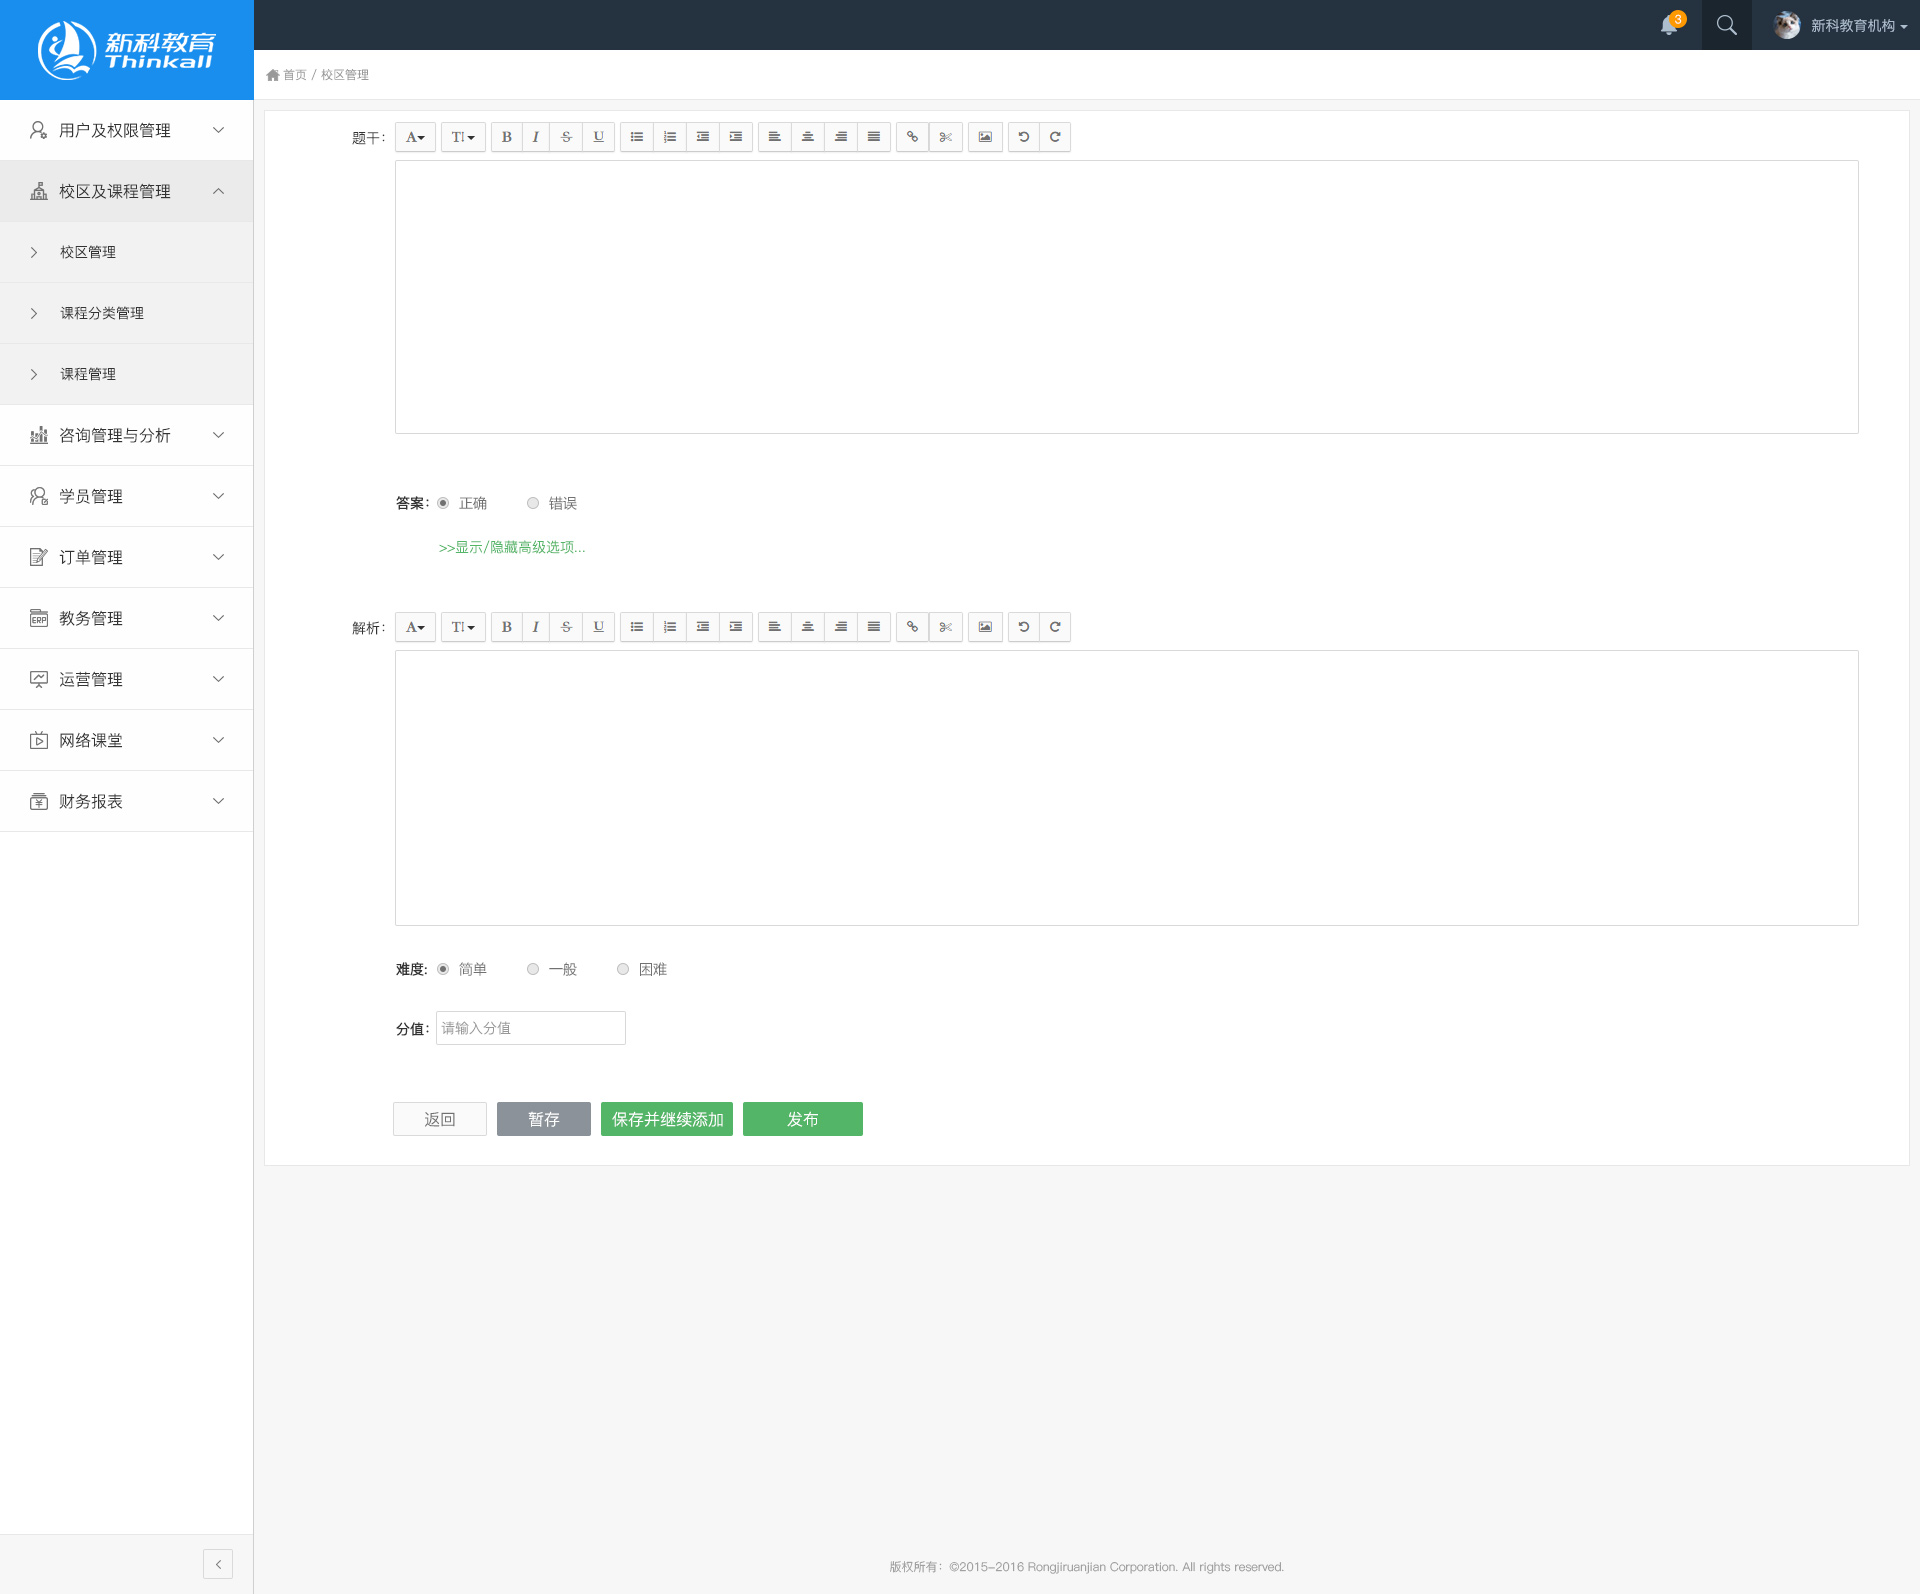 新科教育
Thinkall
3
新科教育机构
首页 / 校区管理
用户及权限管理
校区及课程管理
校区管理
课程分类管理
课程管理
咨询管理与分析
学员管理
订单管理
ERP 教务管理
运营管理
网络课堂
财务报表
题干：
A T B I S U
答案： 正确 错误
>>显示/隐藏高级选项...
解析：
A T B I S U
难度: 简单 一般 困难
分值： 请输入分值
返回 暂存 保存并继续添加 发布
版权所有：©2015-2016 Rongjiruanjian Corporation. All rights reserved.